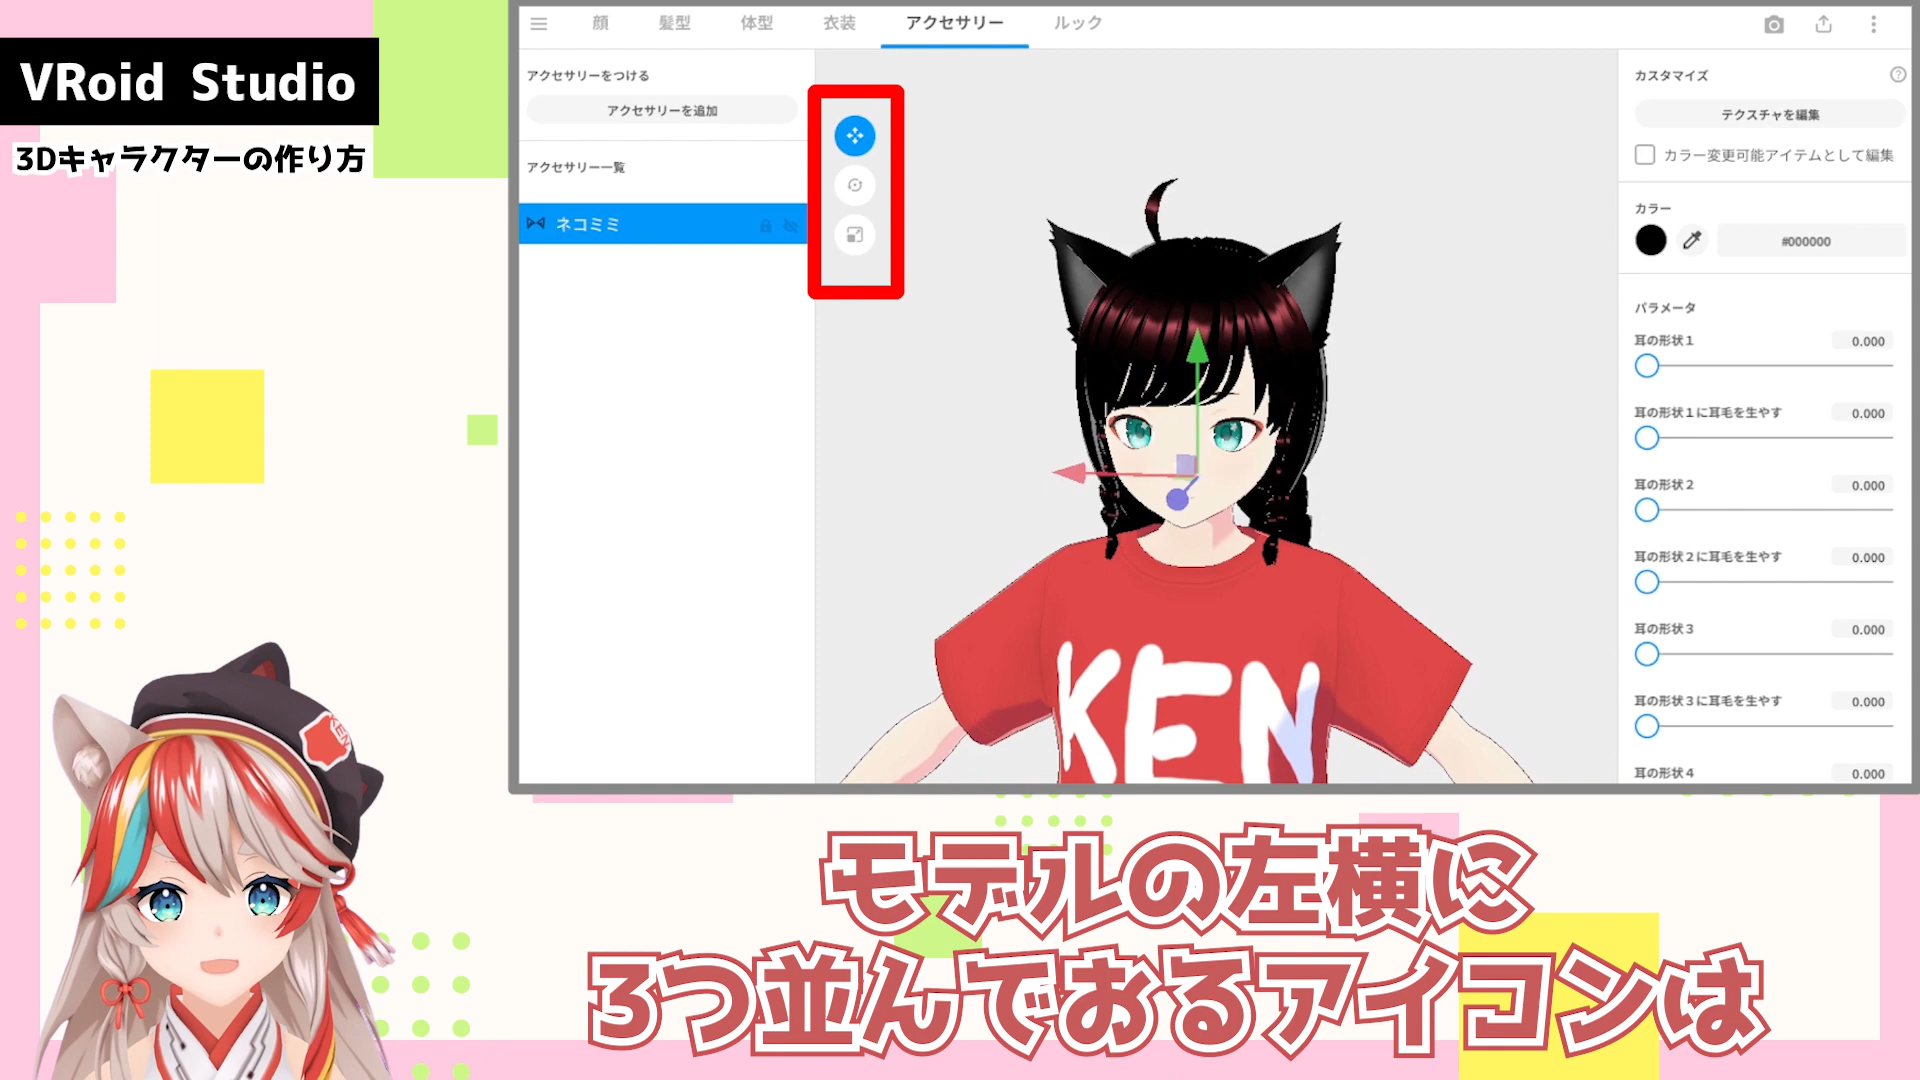 VRoid Studio
3Dキャラクターの作り方
顔
髪型
体型
衣装
アクセサリー
ルック
アクセサリーをつける
アクセサリーを追加
アクセサリー一覧
ネコミミ
カスタマイズ
テクスチャを編集
カラー変更可能アイテムとして編集
カラー
#000000
パラメータ
耳の形状１
0.000
耳の形状１に耳毛を生やす
0.000
耳の形状２
0.000
耳の形状２に耳毛を生やす
0.000
耳の形状３
0.000
耳の形状３に耳毛を生やす
0.000
耳の形状４
0.000
KEN
KEN
モデルの左横に
3つ並んでおるアイコンは